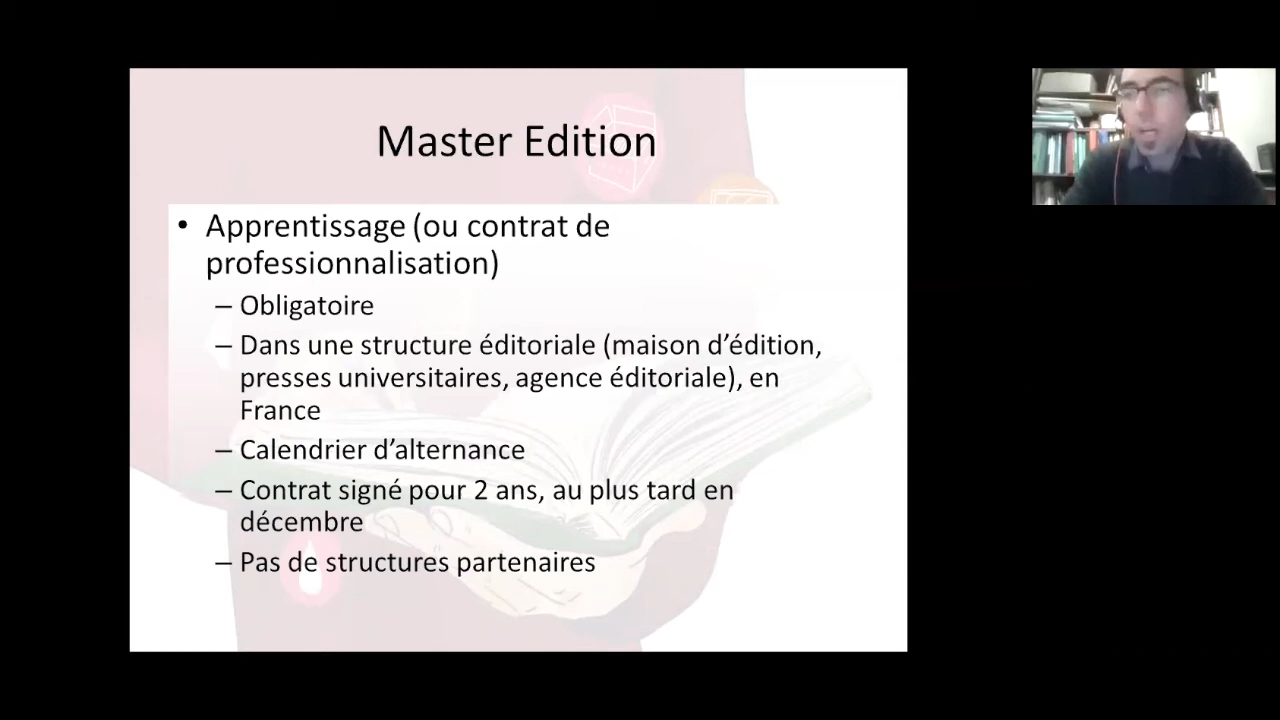 Master Edition
• Apprentissage (ou contrat de
professionnalisation)
– Obligatoire
– Dans une structure éditoriale (maison d’édition,
presses universitaires, agence éditoriale), en
France
– Calendrier d’alternance
– Contrat signé pour 2 ans, au plus tard en
décembre
– Pas de structures partenaires